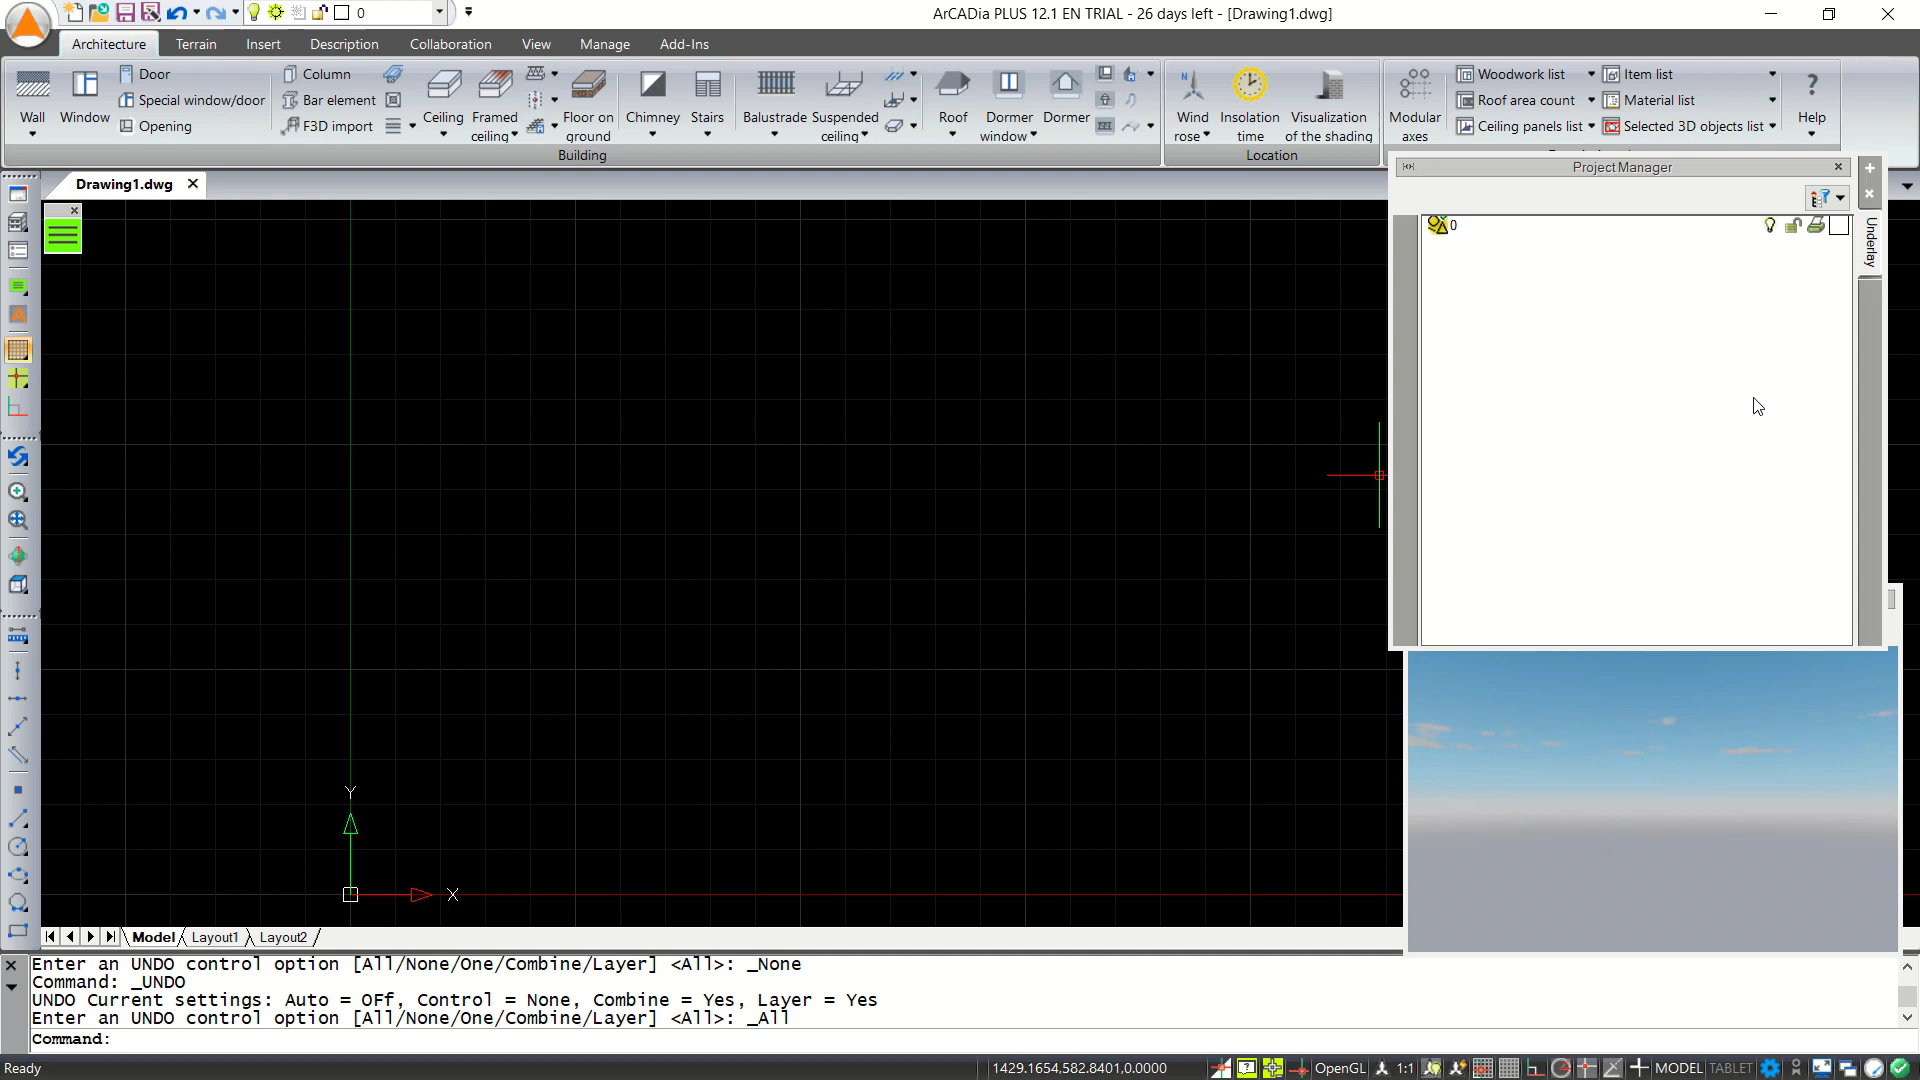 0
ArCADia PLUS 12.1 EN TRIAL - 26 days left - [Drawing1.dwg]
Architecture Terrain Insert Description Collaboration View Manage Add-Ins
Wall
Window
Door
Special window/door
Opening
Column
Bar element
F3D import
Ceiling
Framed
ceiling
Floor on
ground
Chimney
Stairs
Balustrade
Suspended
ceiling
Roof
Dormer
window
Dormer
Wind
rose
Insolation
time
Visualization
of the shading
Modular
axes
Woodwork list
Roof area count
Ceiling panels list
Item list
Material list
Selected 3D objects list
?
Help
Building
Location
Drawing1.dwg
Project Manager
0
Underlay
Y
X
Model Layout1 Layout2
Enter an UNDO control option [All/None/One/Combine/Layer] <All>: _None
Command: _UNDO
UNDO Current settings: Auto = OFf, Control = None, Combine = Yes, Layer = Yes
Enter an UNDO control option [All/None/One/Combine/Layer] <All>: _All
Command:
Ready
1429.1654,582.8401,0.0000
OpenGL 1:1 MODEL TABLET